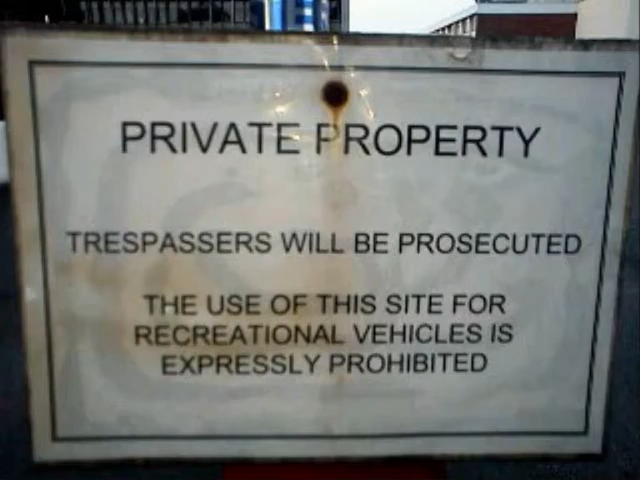 PRIVATE PROPERTY
TRESPASSERS WILL BE PROSECUTED
THE USE OF THIS SITE FOR
RECREATIONAL VEHICLES IS
EXPRESSLY PROHIBITED